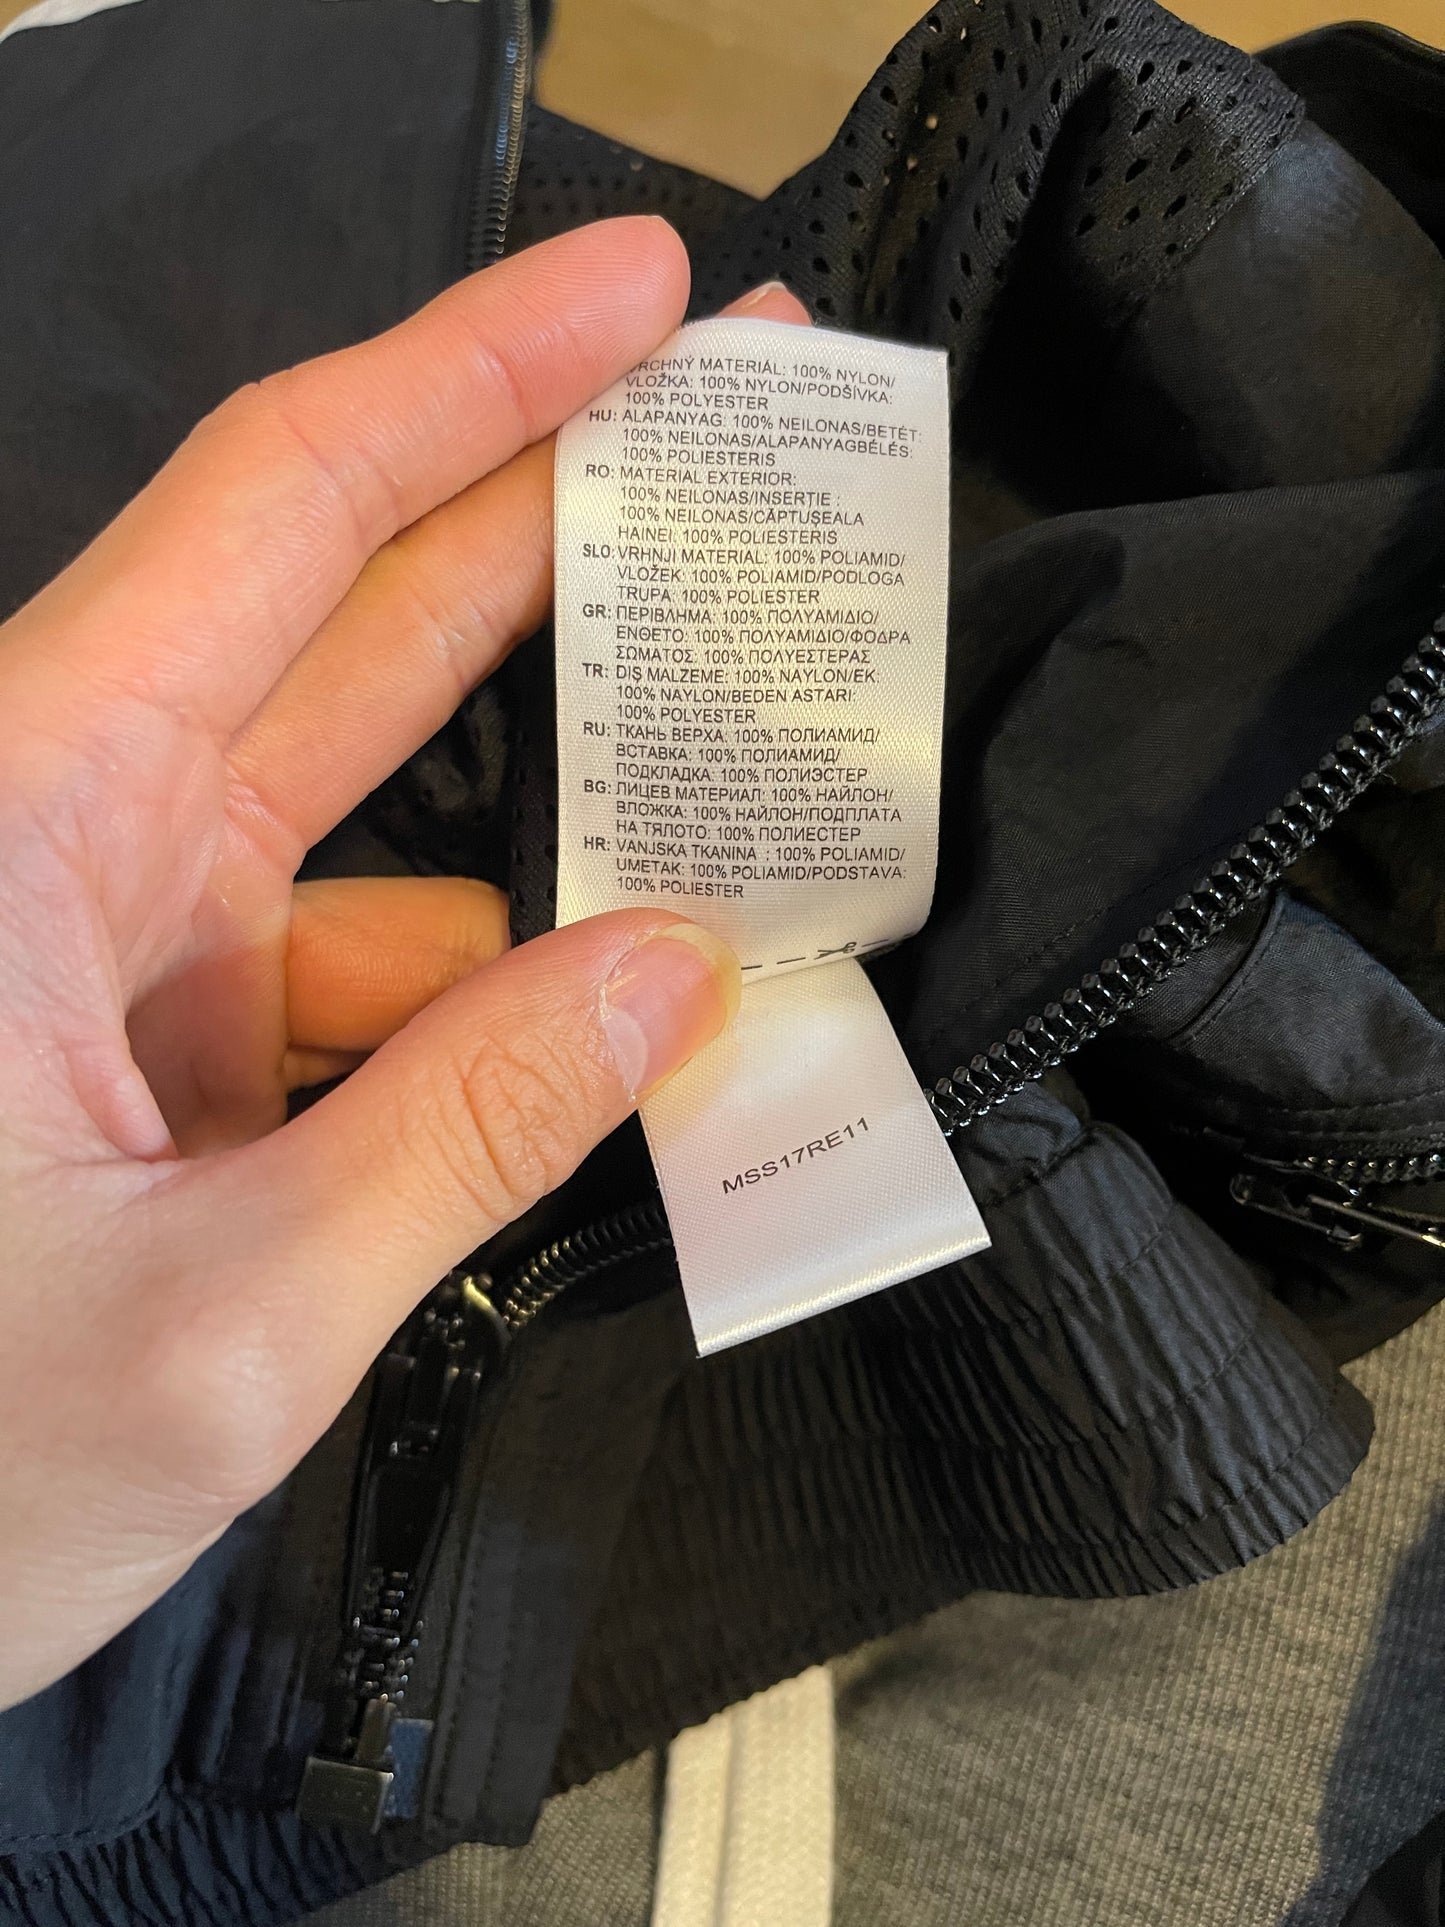 VRCHNÝ MATERIÁL: 100% NYLON/
VLOŽKA: 100% NYLON/PODŠÍVKA:
100% POLYESTER
HU: ALAPANYAG: 100% NEILONAS/BETÉT:
100% NEILONAS/ALAPANYAGBÉLÉS:
100% POLIESTERIS
RO: MATERIAL EXTERIOR:
100% NEILONAS/INSERŢIE :
100% NEILONAS/CĂPTUŞEALA
HAINEI: 100% POLIESTERIS
SLO: VRHNJI MATERIAL: 100% POLIAMID/
VLOŽEK: 100% POLIAMID/PODLOGA
TRUPA: 100% POLIESTER
GR: ΠΕΡΙΒΛΗΜΑ: 100% ΠΟΛΥΑΜΙΔΙΟ/
ΕΝΘΕΤΟ: 100% ΠΟΛΥΑΜΙΔΙΟ/ΦΟΔΡΑ
ΣΩΜΑΤΟΣ: 100% ΠΟΛΥΕΣΤΕΡΑΣ
TR: DIŞ MALZEME: 100% NAYLON/EK:
100% NAYLON/BEDEN ASTARI:
100% POLYESTER
RU: ТКАНЬ ВЕРХА: 100% ПОЛИАМИД/
ВСТАВКА: 100% ПОЛИАМИД/
ПОДКЛАДКА: 100% ПОЛИЭСТЕР
BG: ЛИЦЕВ МАТЕРИАЛ: 100% НАЙЛОН/
ВЛОЖКА: 100% НАЙЛОН/ПОДПЛАТА
НА ТЯЛОТО: 100% ПОЛИЕСТЕР
HR: VANJSKA TKANINA : 100% POLIAMID/
UMETAK: 100% POLIAMID/PODSTAVA:
100% POLIESTER
MSS17RE11